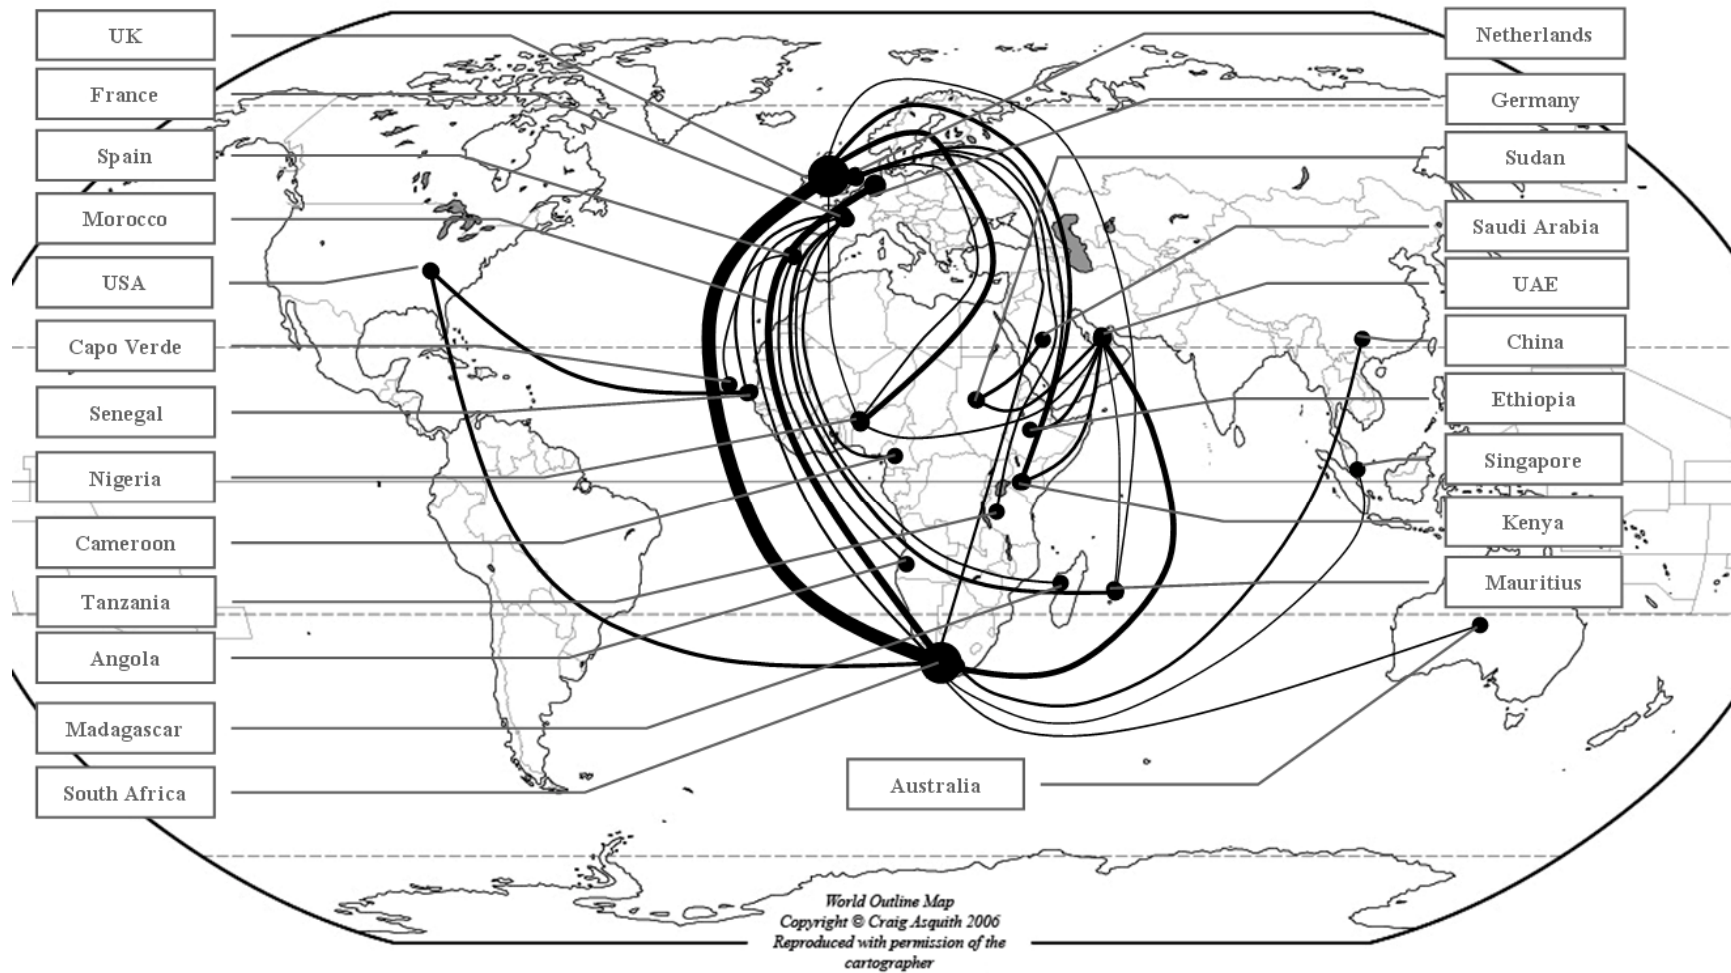 UK
France
Spain
Morocco
USA
Capo Verde
Senegal
Nigeria
Cameroon
Tanzania
Angola
Madagascar
South Africa
Netherlands
Germany
Sudan
Saudi Arabia
UAE
China
Ethiopia
Singapore
Kenya
Mauritius
Australia
World Outline Map
Copyright © Craig Asquith 2006
Reproduced with permission of the
cartographer